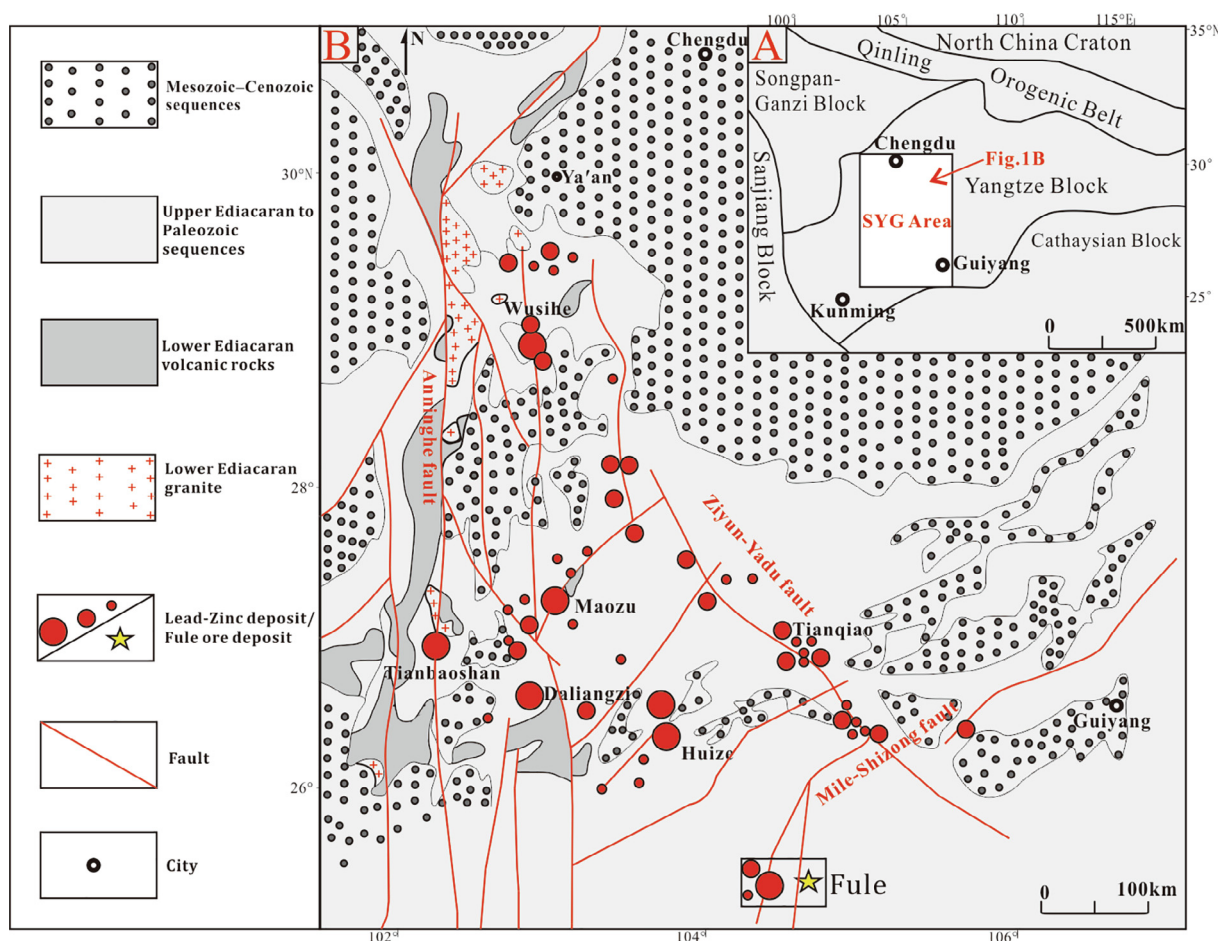 Mesozoic–Cenozoic
sequences
Upper Ediacaran to
Paleozoic
sequences
Lower Ediacaran
volcanic rocks
Lower Ediacaran
granite
Lead-Zinc deposit/
Fule ore deposit
Fault
City
B
N
Chengdu
30°N
Ya'an
Wusihe
Anninghe fault
28°
Ziyun-Yadu fault
Maozu
Tianqiao
Tianbaoshan
Daliangzi
Huize
Mile-Shizong fault
Guiyang
26°
Fule
0 100km
102°
104°
106°
A
100°
105°
110°
115°E
35°N
North China Craton
Qinling
Orogenic Belt
Songpan-
Ganzi Block
Chengdu
Fig.1B
30°
Sanjiang Block
Yangtze Block
SYG Area
Cathaysian Block
Guiyang
Kunming
25°
0 500km